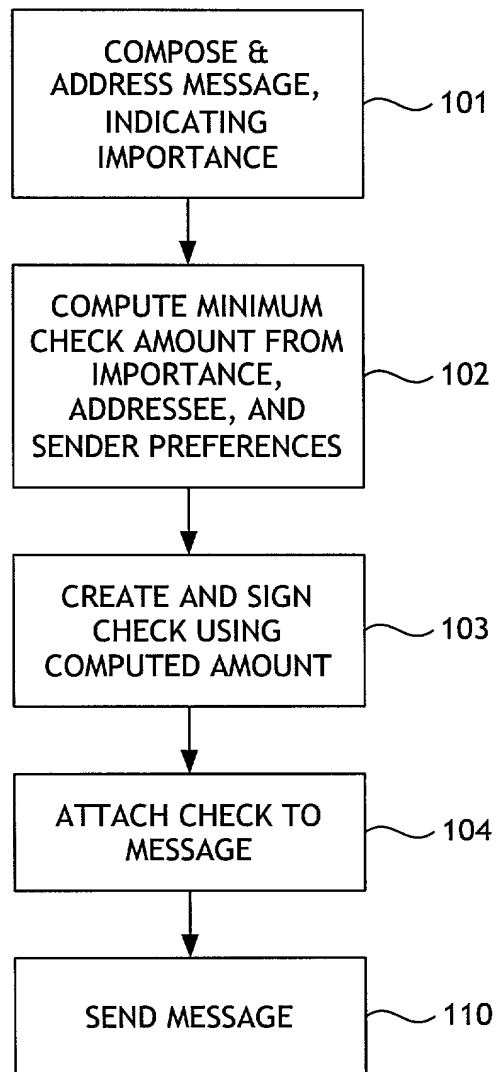 COMPOSE &
ADDRESS MESSAGE,
INDICATING
IMPORTANCE
101
COMPUTE MINIMUM
CHECK AMOUNT FROM
IMPORTANCE,
ADDRESSEE, AND
SENDER PREFERENCES
102
CREATE AND SIGN
CHECK USING
COMPUTED AMOUNT
103
ATTACH CHECK TO
MESSAGE
104
SEND MESSAGE
110